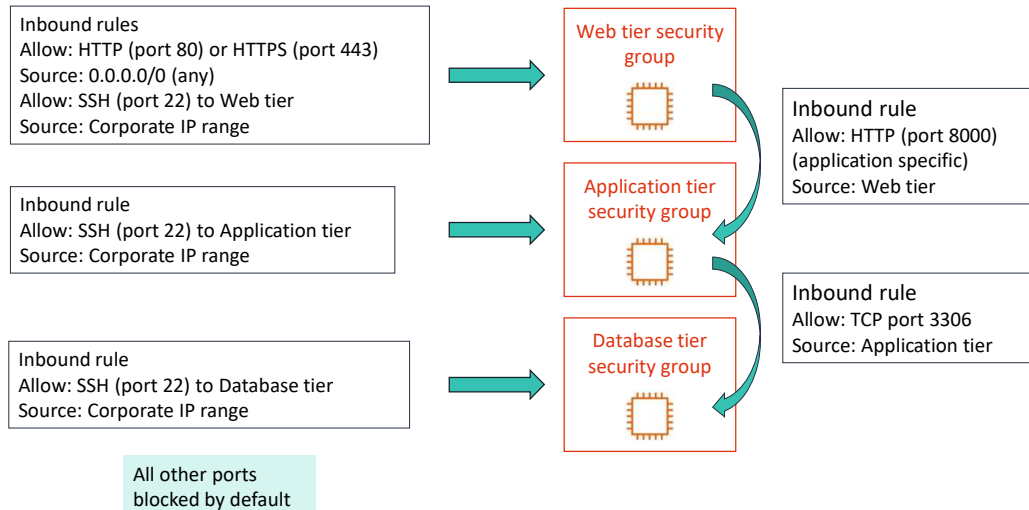 Inbound rules
Allow: HTTP (port 80) or HTTPS (port 443)
Source: 0.0.0.0/0 (any)
Allow: SSH (port 22) to Web tier
Source: Corporate IP range
Web tier security
group
Inbound rule
Allow: HTTP (port 8000)
(application specific)
Source: Web tier
Inbound rule
Allow: SSH (port 22) to Application tier
Source: Corporate IP range
Application tier
security group
Inbound rule
Allow: TCP port 3306
Source: Application tier
Inbound rule
Allow: SSH (port 22) to Database tier
Source: Corporate IP range
Database tier
security group
All other ports
blocked by default